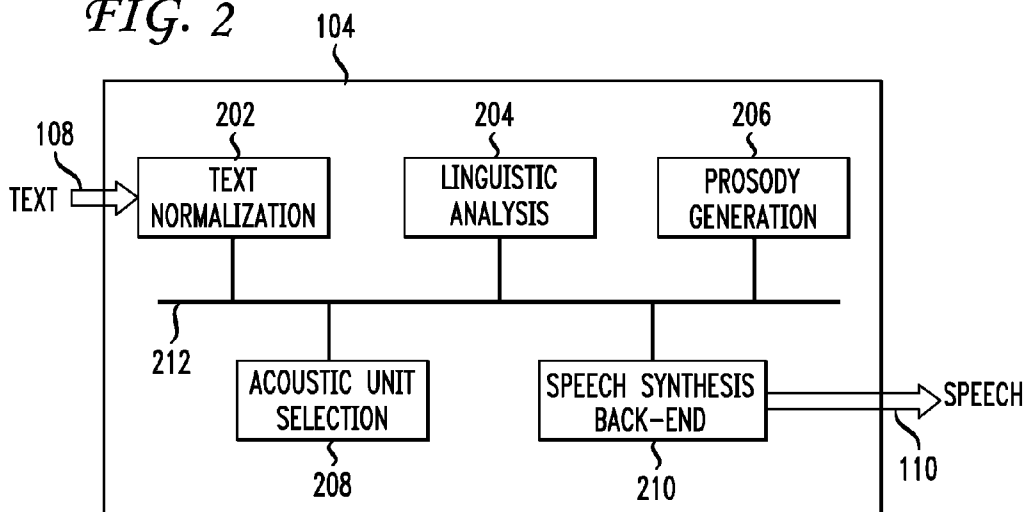 FIG. 2
104
202
204
206
108
TEXT
TEXT
NORMALIZATION
LINGUISTIC
ANALYSIS
PROSODY
GENERATION
212
ACOUSTIC UNIT
SELECTION
SPEECH SYNTHESIS
BACK-END
SPEECH
208
210
110